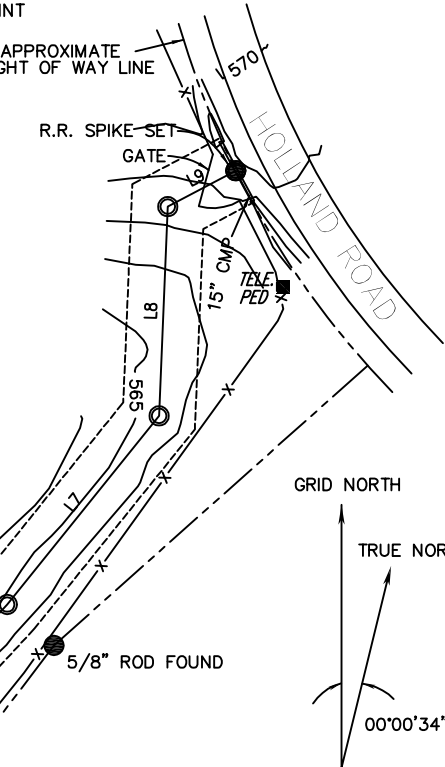 INT
APPROXIMATE
GHT OF WAY LINE
570
R.R. SPIKE SET
GATE
HOLLAND ROAD
L9
CMP
15"
TELE.
PED
L8
565
L7
GRID NORTH
TRUE NOR
5/8" ROD FOUND
00°00'34"